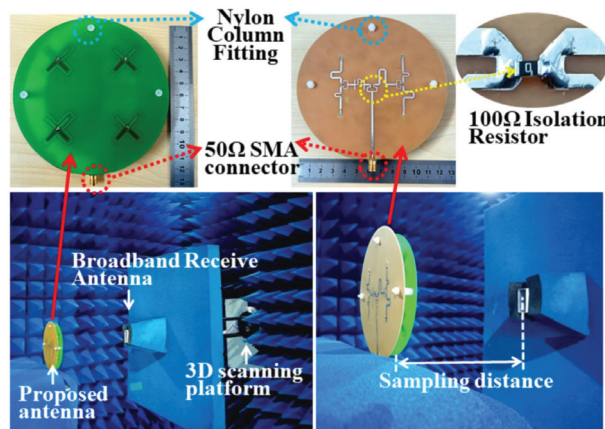 Nylon
Column
Fitting
100Ω Isolation
Resistor
50Ω SMA
connector
Broadband Receive
Antenna
3D scanning
platform
Proposed
antenna
Sampling distance